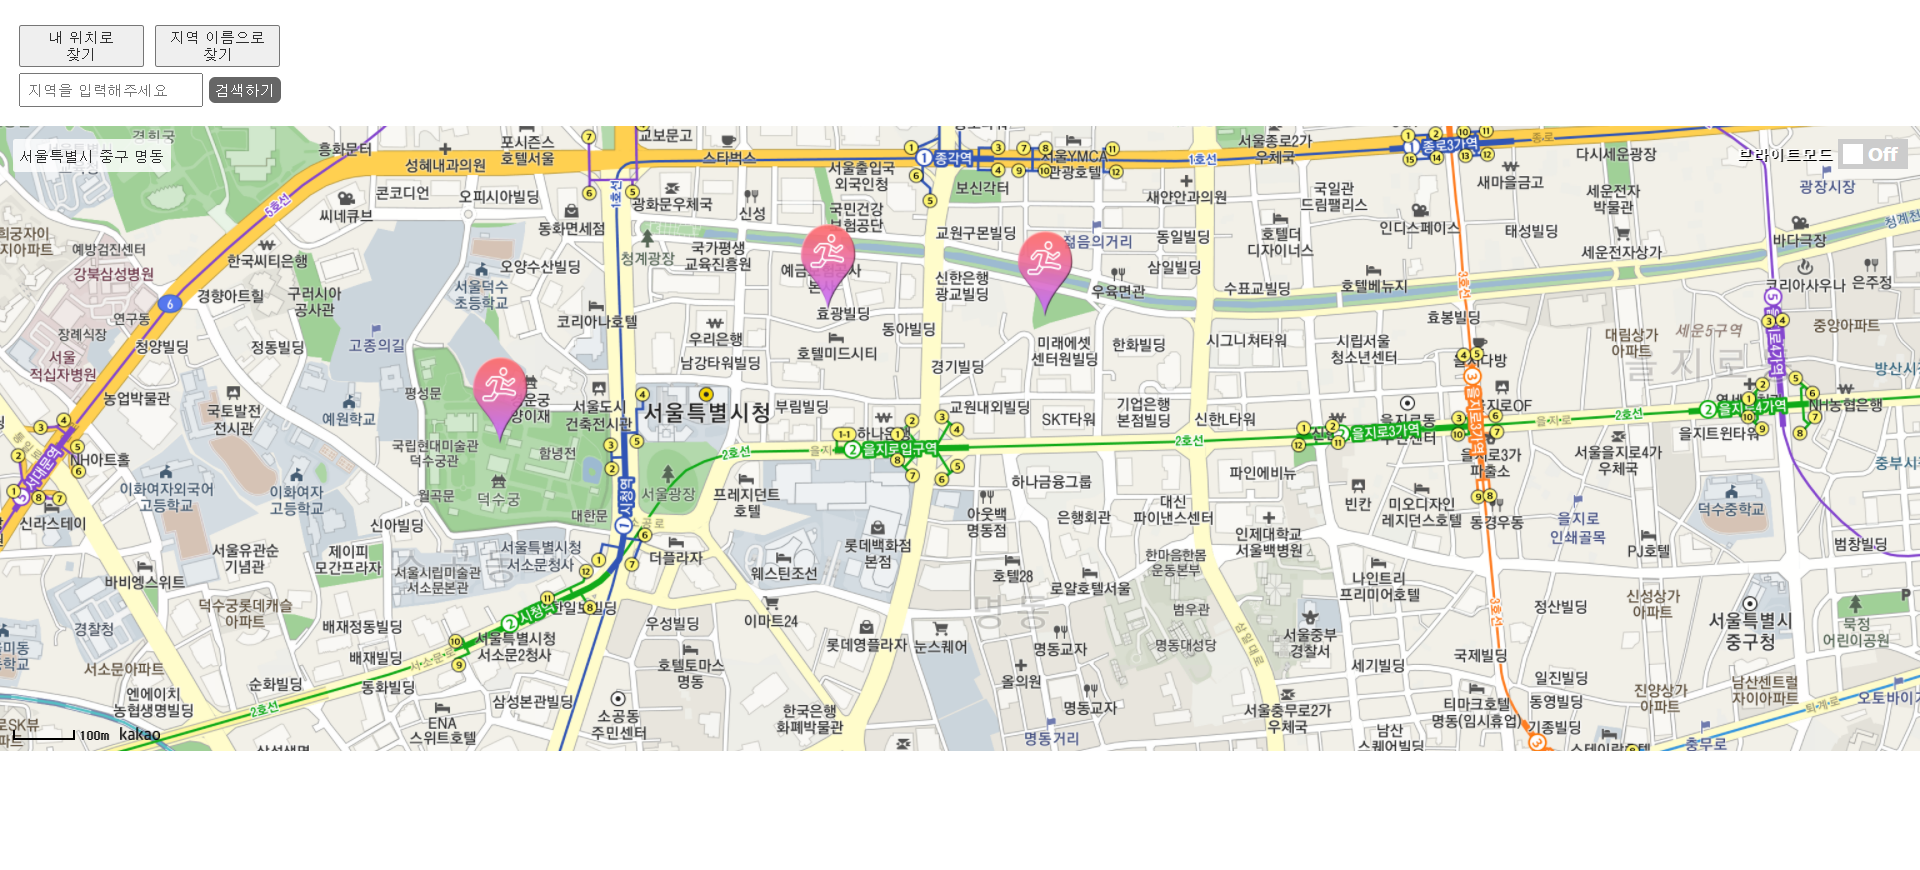 내 위치로
찾기
지역 이름으로
찾기
지역을 입력해주세요
검색하기
서울특별시 중구 명동
브라이트모드
Off
흥화문터
성혜내과의원
포시즌스
호텔서울
교보문고
스타벅스
서울출입국
외국인청
종각역
서울YMCA
관광호텔
1호선
서울종로2가
우체국
종로3가역
종로
다시세운광장
광장시장
씨네큐브
콘코디언
오피시아빌딩
5호선
1호선
광화문우체국
신성
국민건강
보험공단
보신각터
새얀안과의원
국일관
드림팰리스
새마을금고
세운전자
박물관
예방검진센터
강북삼성병원
한국씨티은행
동화면세점
청계광장
국가평생
교육진흥원
교원구몬빌딩
젊음의거리
동일빌딩
호텔더
디자이너스
인디스페이스
태성빌딩
세운전산상가
바다극장
경향아트힐
구러시아
공사관
서울덕수
초등학교
오양수산빌딩
신한은행
광교빌딩
우육면관
삼일빌딩
수표교빌딩
호텔베뉴지
3호선
코리아사우나
은주정
연구동
장례식장
청양빌딩
정동빌딩
고종의길
코리아나호텔
우리은행
효광빌딩
동아빌딩
효봉빌딩
대림상가
아파트
세운5구역
중앙아파트
서울
적십자병원
남강타워빌딩
호텔미드시티
경기빌딩
미래에셋
센터원빌딩
한화빌딩
시그니쳐타워
시립서울
청소년센터
을지로
을지로4가역
농업박물관
국토발전
전시관
예원학교
평성문
서울도시
건축전시관
서울특별시청
부림빌딩
교원내외빌딩
SKT타워
기업은행
본점빌딩
신한L타워
2호선
NH농협은행
서대문역
NH아트홀
국립현대미술관
덕수궁관
함녕전
2호선
을지로입구역
2호선
을지로3가역
을지로3가역
을지트윈타워
이화여자외국어
고등학교
이화여자
고등학교
월곡문
덕수궁
대한문
시청역
서울광장
프레지던트
호텔
하나금융그룹
파인에비뉴
파출소
서울을지로4가
우체국
신라스테이
신아빌딩
아웃백
명동점
은행회관
대신
파이낸스센터
빈칸
미오디자인
레지던스호텔
동경우동
을지로
인쇄골목
덕수중학교
서울유관순
기념관
제이피
모간프라자
서울특별시청
서소문청사
더플라자
롯데백화점
본점
인제대학교
서울백병원
PJ호텔
범창빌딩
바비엥스위트
서울시립미술관
서소문본관
웨스틴조선
호텔28
로얄호텔서울
한마음한몸
운동본부
나인트리
프리미어호텔
3호선
덕수궁롯데캐슬
아파트
시청역
이마트24
명동
범우관
정산빌딩
신성상가
아파트
서울특별시
중구청
묵정
어린이공원
경찰청
배재정동빌딩
서울특별시청
서소문2청사
우성빌딩
롯데영플라자
눈스퀘어
명동교자
명동대성당
삼일대로
서울중부
경찰서
서소문아파트
배재빌딩
서소문로
호텔토마스
명동
올의원
세기빌딩
국제빌딩
순화빌딩
동화빌딩
일진빌딩
엔에이치
농협생명빌딩
2호선
삼성본관빌딩
소공동
주민센터
한국은행
화폐박물관
명동교자
서울중무로2가
우체국
티마크호텔
명동(임시휴업)
동영빌딩
진양상가
아파트
남산센트럴
자이아파트
ENA
스위트호텔
명동거리
남산
스퀘어빌딩
충무로
퇴계로
100m
kakao